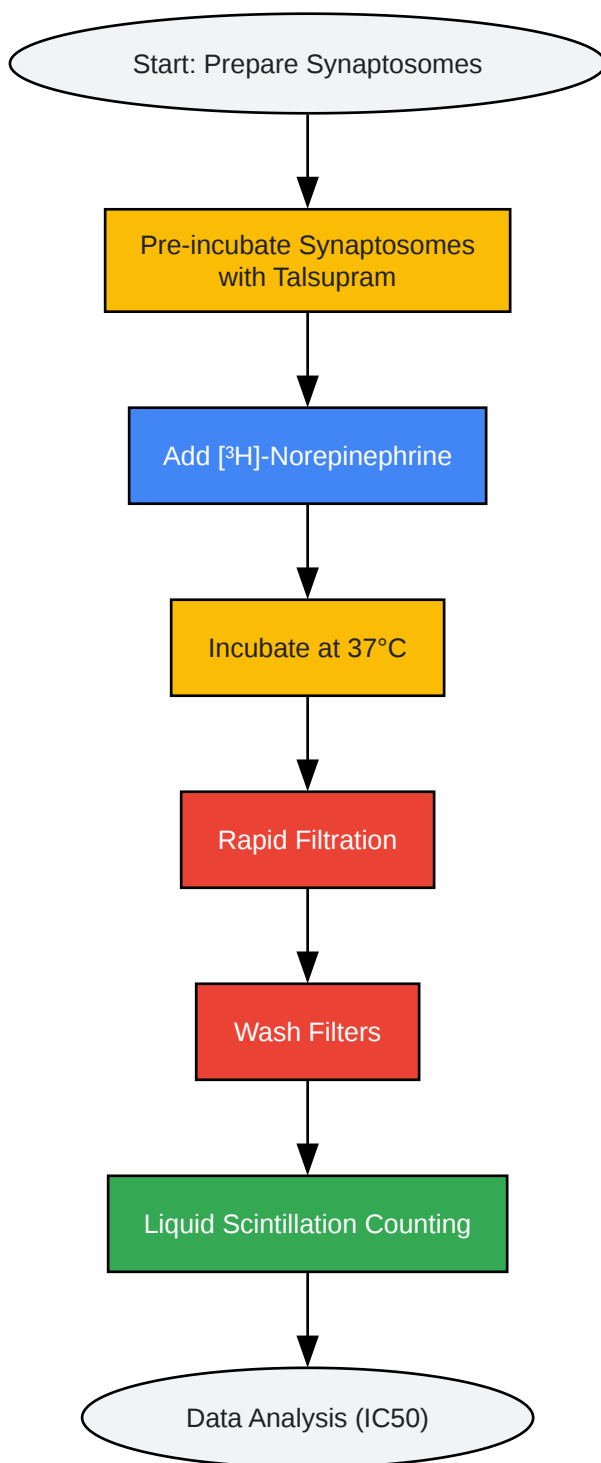 Start: Prepare Synaptosomes
Pre-incubate Synaptosomes
with Talsupram
Add [³H]-Norepinephrine
Incubate at 37°C
Rapid Filtration
Wash Filters
Liquid Scintillation Counting
Data Analysis (IC50)